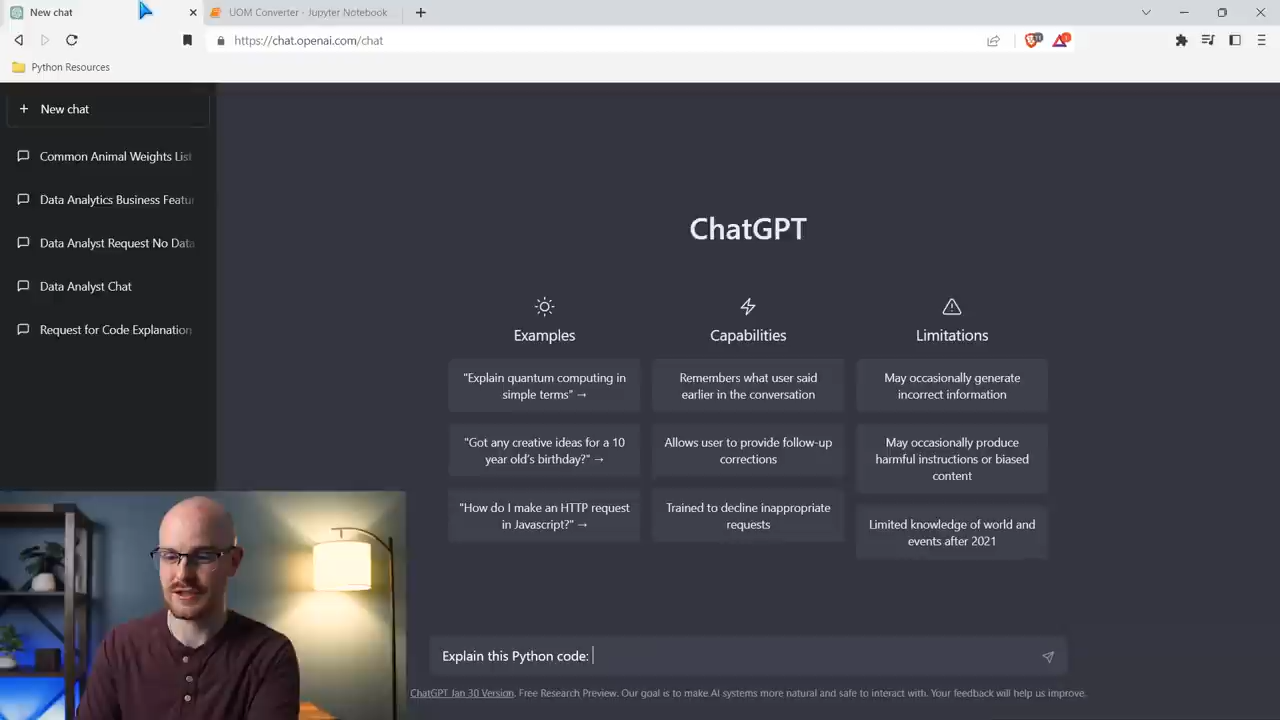 New chat
UOM Converter - Jupyter Notebook
https://chat.openai.com/chat
Python Resources
New chat
Common Animal Weights List
Data Analytics Business Featu
Data Analyst Request No Data
Data Analyst Chat
Request for Code Explanation
ChatGPT
Examples
Capabilities
Limitations
"Explain quantum computing in
simple terms" →
Remembers what user said
earlier in the conversation
May occasionally generate
incorrect information
"Got any creative ideas for a 10
year old's birthday?" →
Allows user to provide follow-up
corrections
May occasionally produce
harmful instructions or biased
content
"How do I make an HTTP request
in Javascript?" →
Trained to decline inappropriate
requests
Limited knowledge of world and
events after 2021
Explain this Python code:
ChatGPT Jan 30 Version. Free Research Preview. Our goal is to make AI systems more natural and safe to interact with. Your feedback will help us improve.